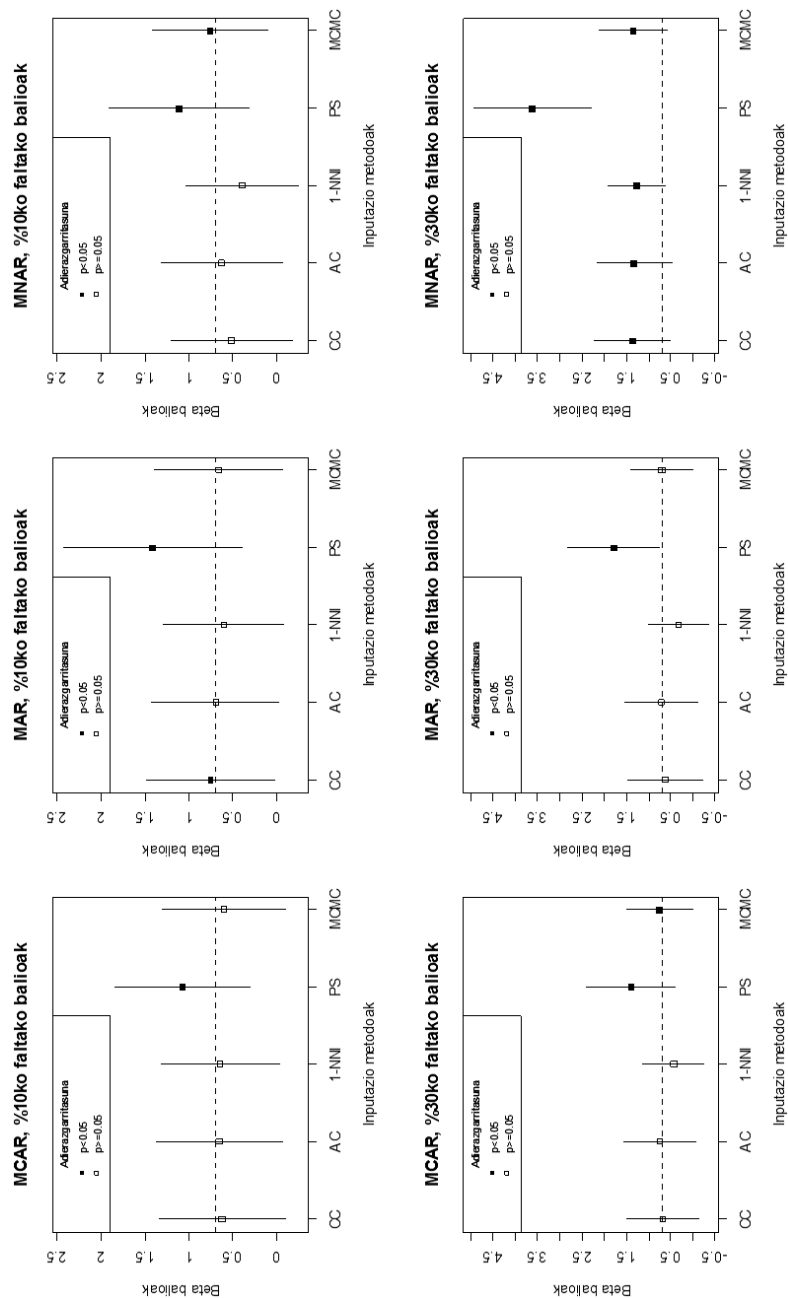 MCAR, %10ko faltako balioak
Beta balioak
2.5
2
1.5
1
0.5
0
Adierazgarritasuna
p<0.05
p>=0.05
CC AC 1-NNI PS MCMC
Inputazio metodoak
MAR, %10ko faltako balioak
Beta balioak
2.5
2
1.5
1
0.5
0
Adierazgarritasuna
p<0.05
p>=0.05
CC AC 1-NNI PS MCMC
Inputazio metodoak
MNAR, %10ko faltako balioak
Beta balioak
2.5
2
1.5
1
0.5
0
Adierazgarritasuna
p<0.05
p>=0.05
CC AC 1-NNI PS MCMC
Inputazio metodoak
MCAR, %30ko faltako balioak
Beta balioak
4.5
3.5
2.5
1.5
0.5
-0.5
Adierazgarritasuna
p<0.05
p>=0.05
CC AC 1-NNI PS MCMC
Inputazio metodoak
MAR, %30ko faltako balioak
Beta balioak
4.5
3.5
2.5
1.5
0.5
-0.5
Adierazgarritasuna
p<0.05
p>=0.05
CC AC 1-NNI PS MCMC
Inputazio metodoak
MNAR, %30ko faltako balioak
Beta balioak
4.5
3.5
2.5
1.5
0.5
-0.5
Adierazgarritasuna
p<0.05
p>=0.05
CC AC 1-NNI PS MCMC
Inputazio metodoak